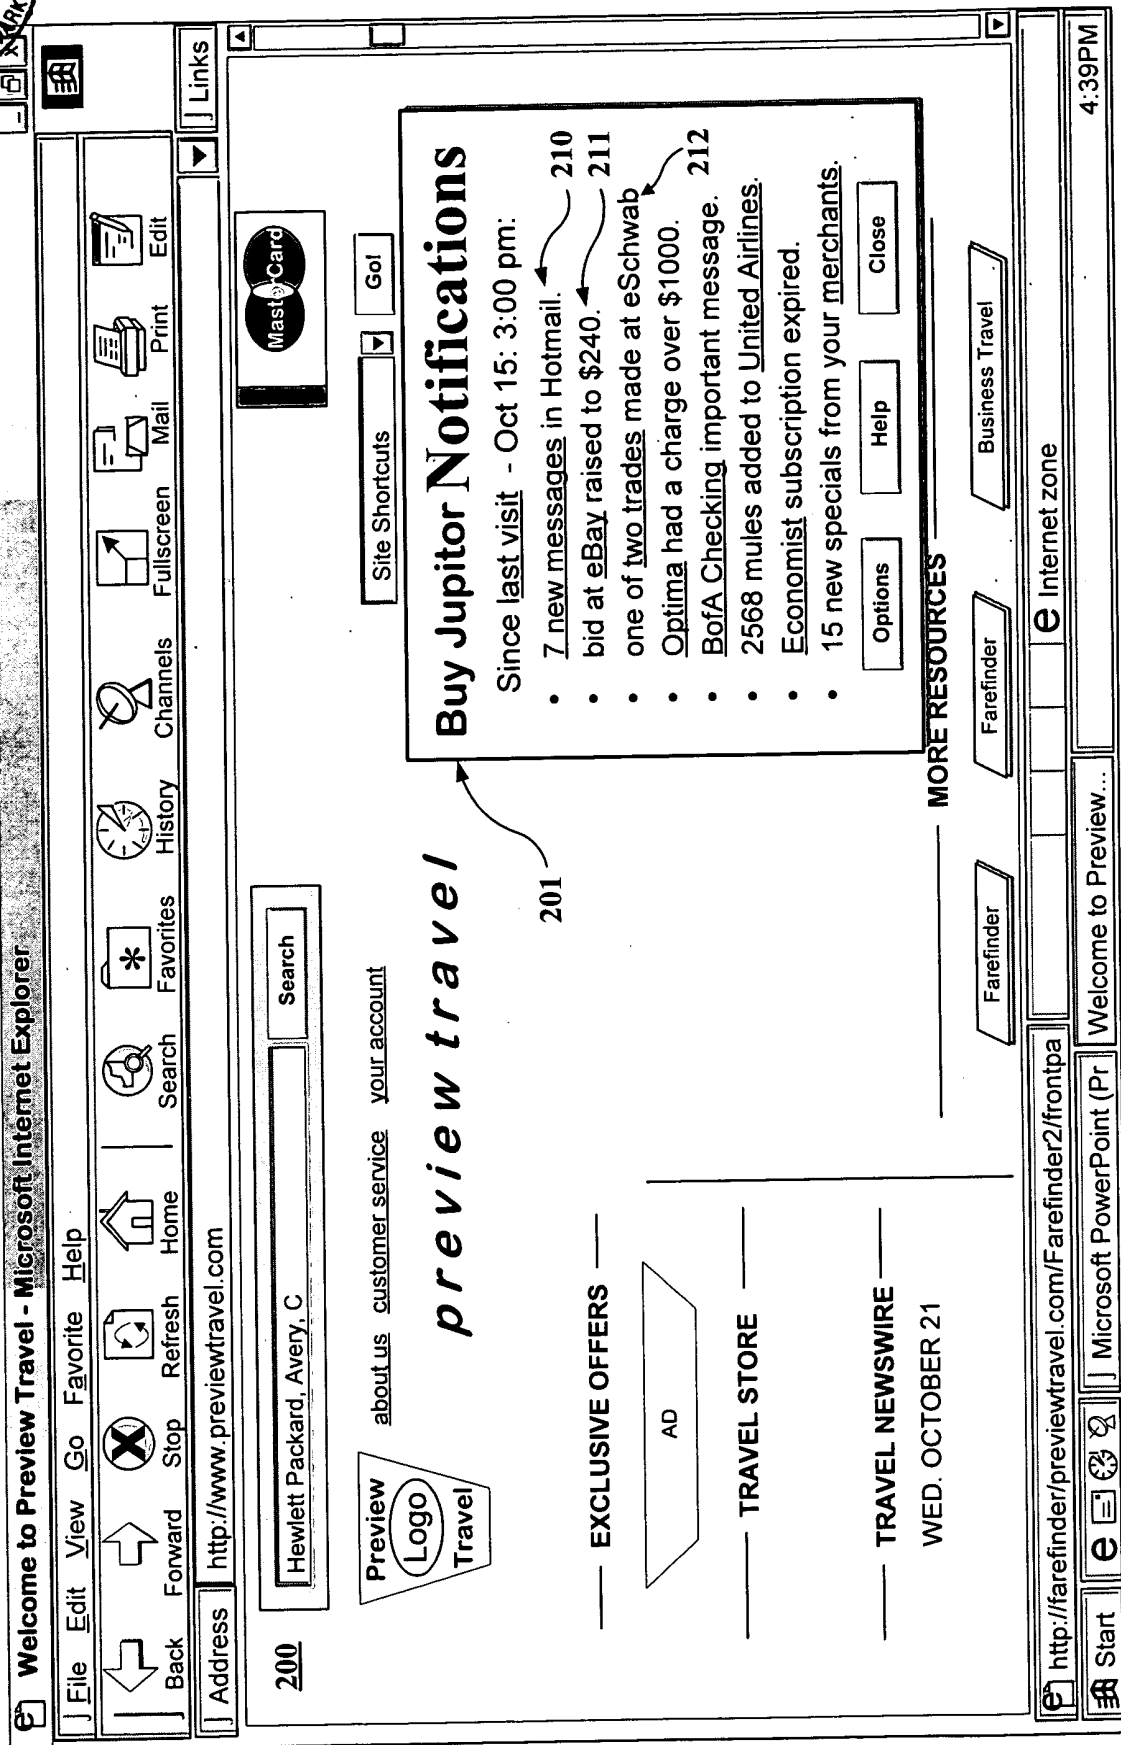 Welcome to Preview Travel - Microsoft Internet Explorer
File Edit View Go Favorite Help
Back Forward Stop Refresh Home Search Favorites History Channels Fullscreen Mail Print Edit
Address http://www.previewtravel.com Links
200
Hewlett Packard, Avery, C Search
MasterCard
Preview
Logo
Travel
about us customer service your account
Site Shortcuts Go!
preview travel
201
Buy Jupitor Notifications
Since last visit - Oct 15: 3:00 pm:
• 7 new messages in Hotmail. 210
• bid at eBay raised to $240. 211
• one of two trades made at eSchwab 212
• Optima had a charge over $1000.
• BofA Checking important message.
• 2568 mules added to United Airlines.
• Economist subscription expired.
• 15 new specials from your merchants.
Options Help Close
EXCLUSIVE OFFERS
AD
TRAVEL STORE
TRAVEL NEWSWIRE
WED. OCTOBER 21
MORE RESOURCES
Farefinder Farefinder Business Travel
http://farefinder/previewtravel.com/Farefinder2/frontpa Internet zone
Start Microsoft PowerPoint (Pr Welcome to Preview... 4:39PM